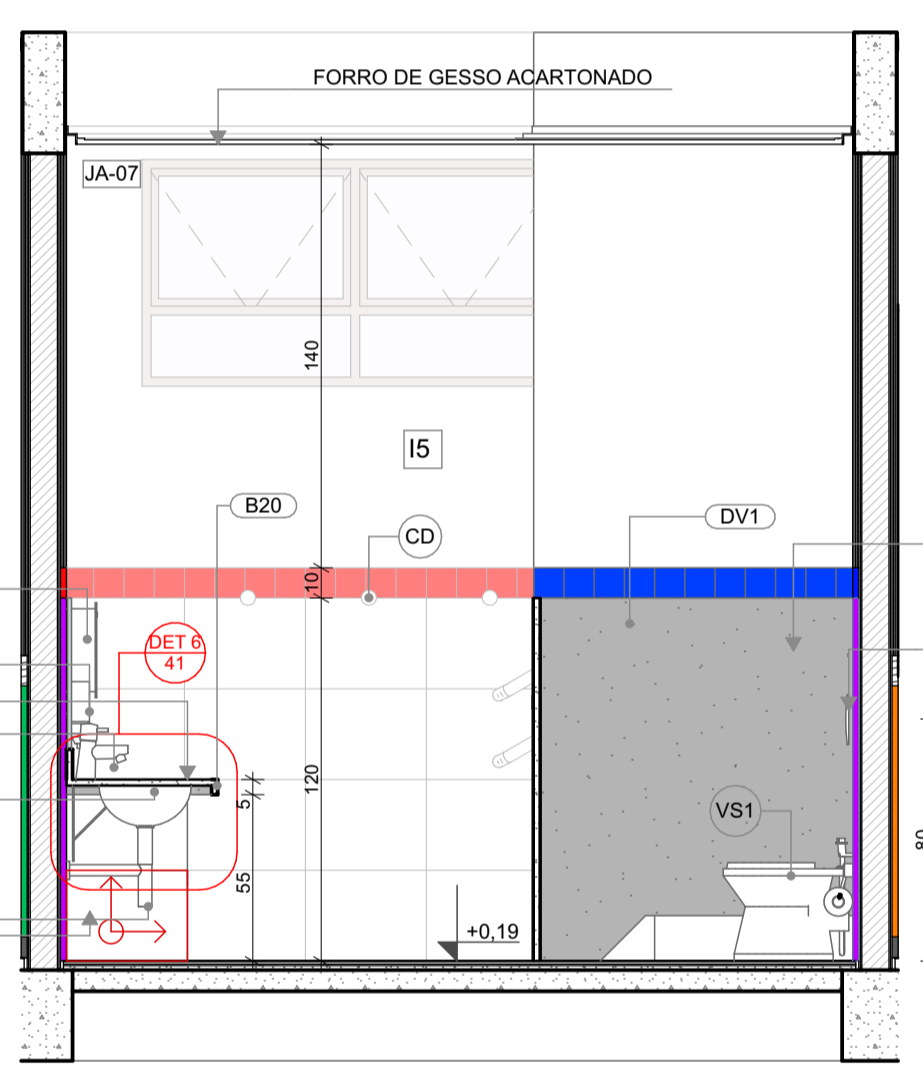 FORRO DE GESSO ACARTONADO
JA-07
140
I5
B20
CD
DV1
10
DET 6
41
120
5
VS1
80
55
+0,19